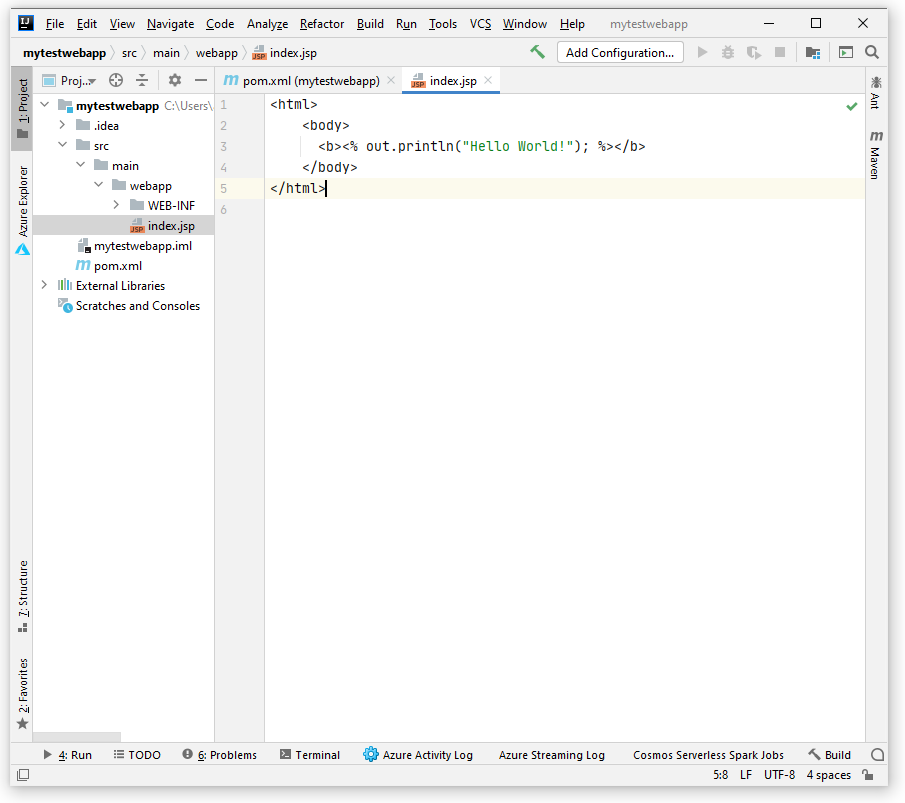 File Edit View Navigate Code Analyze Refactor Build Run Tools VCS Window Help mytestwebapp
mytestwebapp src main webapp index.jsp Add Configuration...
1: Project
Azure Explorer
7: Structure
2: Favorites
Proj...
mytestwebapp C:\Users\
.idea
src
main
webapp
WEB-INF
index.jsp
mytestwebapp.iml
pom.xml
External Libraries
Scratches and Consoles
pom.xml (mytestwebapp) index.jsp
1 <html>
2 <body>
3 <b><% out.println("Hello World!"); %></b>
4 </body>
5 </html>
6
Ant
Maven
4: Run TODO 6: Problems Terminal Azure Activity Log Azure Streaming Log Cosmos Serverless Spark Jobs Build
5:8 LF UTF-8 4 spaces